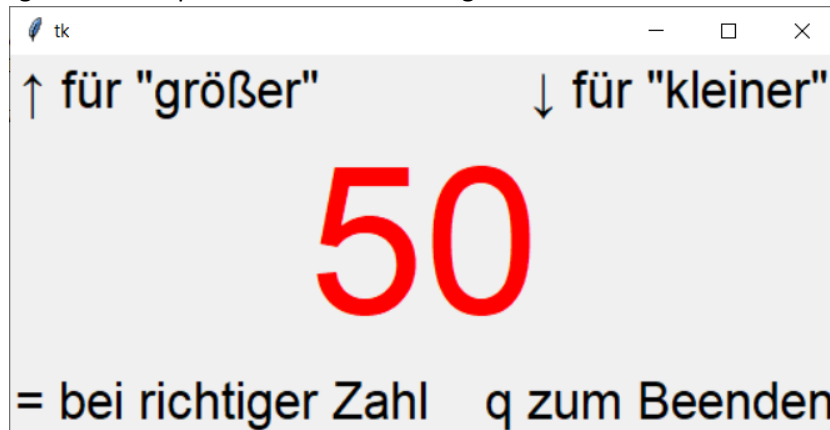 tk
↑ für "größer" ↓ für "kleiner"
50
= bei richtiger Zahl q zum Beenden